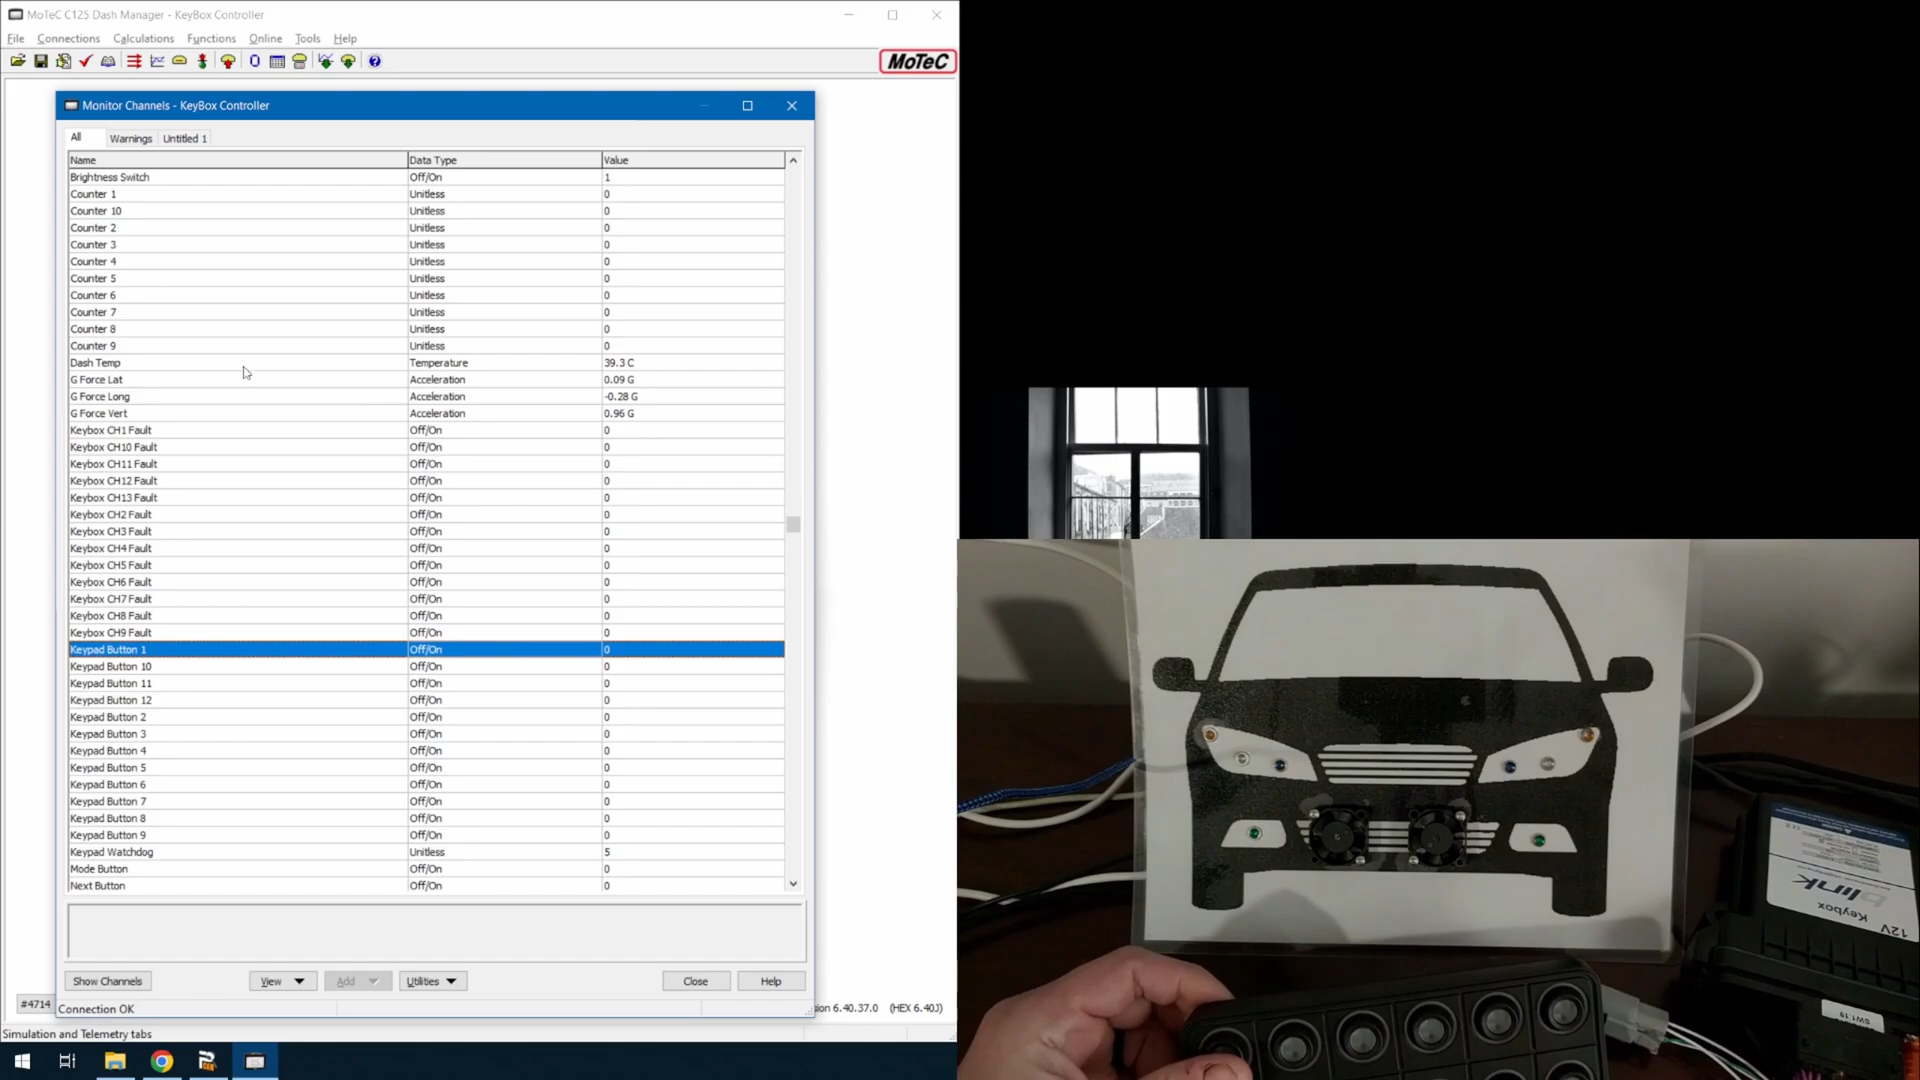 MoTeC C125 Dash Manager - KeyBox Controller
File Connections Calculations Functions Online Tools Help
MoTeC
Monitor Channels - KeyBox Controller
All Warnings Untitled 1
Name Data Type Value
Brightness Switch Off/On 1
Counter 1 Unitless 0
Counter 10 Unitless 0
Counter 2 Unitless 0
Counter 3 Unitless 0
Counter 4 Unitless 0
Counter 5 Unitless 0
Counter 6 Unitless 0
Counter 7 Unitless 0
Counter 8 Unitless 0
Counter 9 Unitless 0
Dash Temp Temperature 39.3 C
G Force Lat Acceleration 0.09 G
G Force Long Acceleration -0.28 G
G Force Vert Acceleration 0.96 G
Keybox CH1 Fault Off/On 0
Keybox CH10 Fault Off/On 0
Keybox CH11 Fault Off/On 0
Keybox CH12 Fault Off/On 0
Keybox CH13 Fault Off/On 0
Keybox CH2 Fault Off/On 0
Keybox CH3 Fault Off/On 0
Keybox CH4 Fault Off/On 0
Keybox CH5 Fault Off/On 0
Keybox CH6 Fault Off/On 0
Keybox CH7 Fault Off/On 0
Keybox CH8 Fault Off/On 0
Keybox CH9 Fault Off/On 0
Keypad Button 1 Off/On 0
Keypad Button 10 Off/On 0
Keypad Button 11 Off/On 0
Keypad Button 12 Off/On 0
Keypad Button 2 Off/On 0
Keypad Button 3 Off/On 0
Keypad Button 4 Off/On 0
Keypad Button 5 Off/On 0
Keypad Button 6 Off/On 0
Keypad Button 7 Off/On 0
Keypad Button 8 Off/On 0
Keypad Button 9 Off/On 0
Keypad Watchdog Unitless 5
Mode Button Off/On 0
Next Button Off/On 0
Show Channels View Add Utilities Close Help
#4714
Connection OK
sion 6.40.37.0 (HEX 6.40J)
Simulation and Telemetry tabs
blink
Keybox
12V
SW1.19